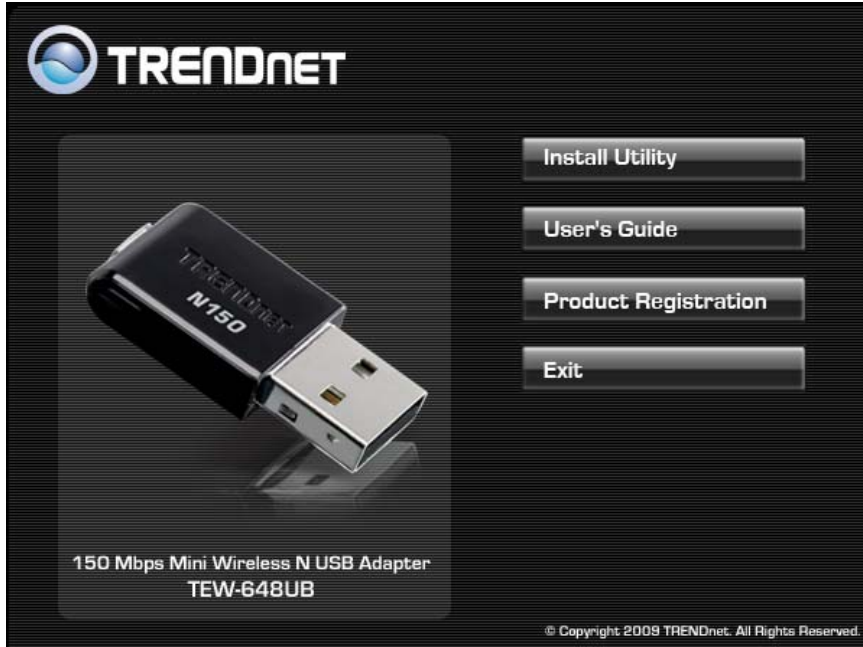 TRENDnet
Install Utility
User's Guide
Product Registration
Exit
TRENDnet
N150
150 Mbps Mini Wireless N USB Adapter
TEW-648UB
© Copyright 2009 TRENDnet. All Rights Reserved.